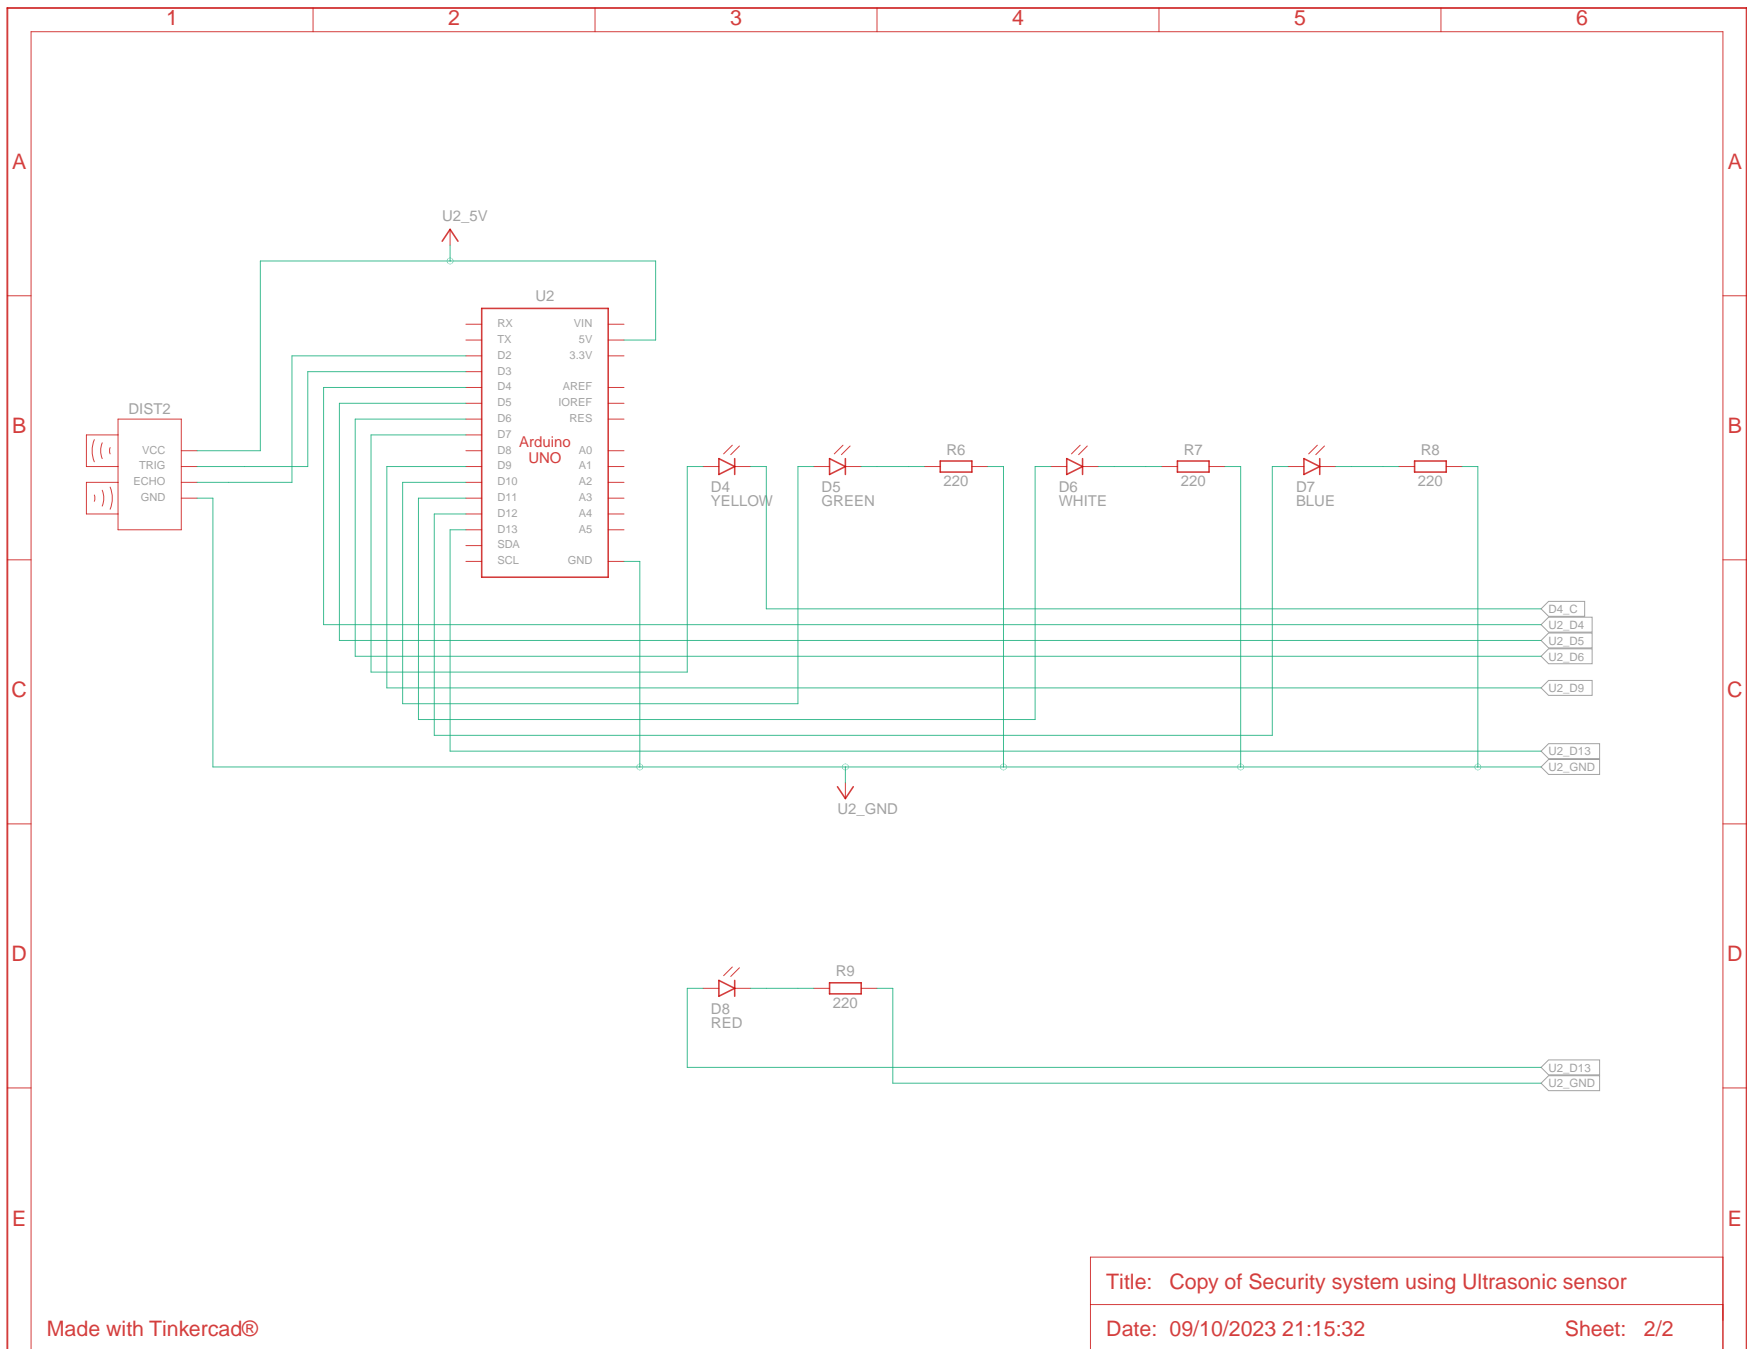 1 2 3 4 5 6
A A
U2_5V
B B
U2
RX VIN
TX 5V
D2 3.3V
D3
D4 AREF
D5 IOREF
D6 RES
D7
D8 A0
D9 A1
D10 A2
D11 A3
D12 A4
D13 A5
SDA
SCL GND
Arduino
UNO
DIST2
VCC
TRIG
ECHO
GND
D4
YELLOW
D5
GREEN
R6
220
D6
WHITE
R7
220
D7
BLUE
R8
220
C C
D4_C
U2_D4
U2_D5
U2_D6
U2_D9
U2_D13
U2_GND
U2_GND
D D
D8
RED
R9
220
U2_D13
U2_GND
E E
Title: Copy of Security system using Ultrasonic sensor
Made with Tinkercad®
Date: 09/10/2023 21:15:32 Sheet: 2/2